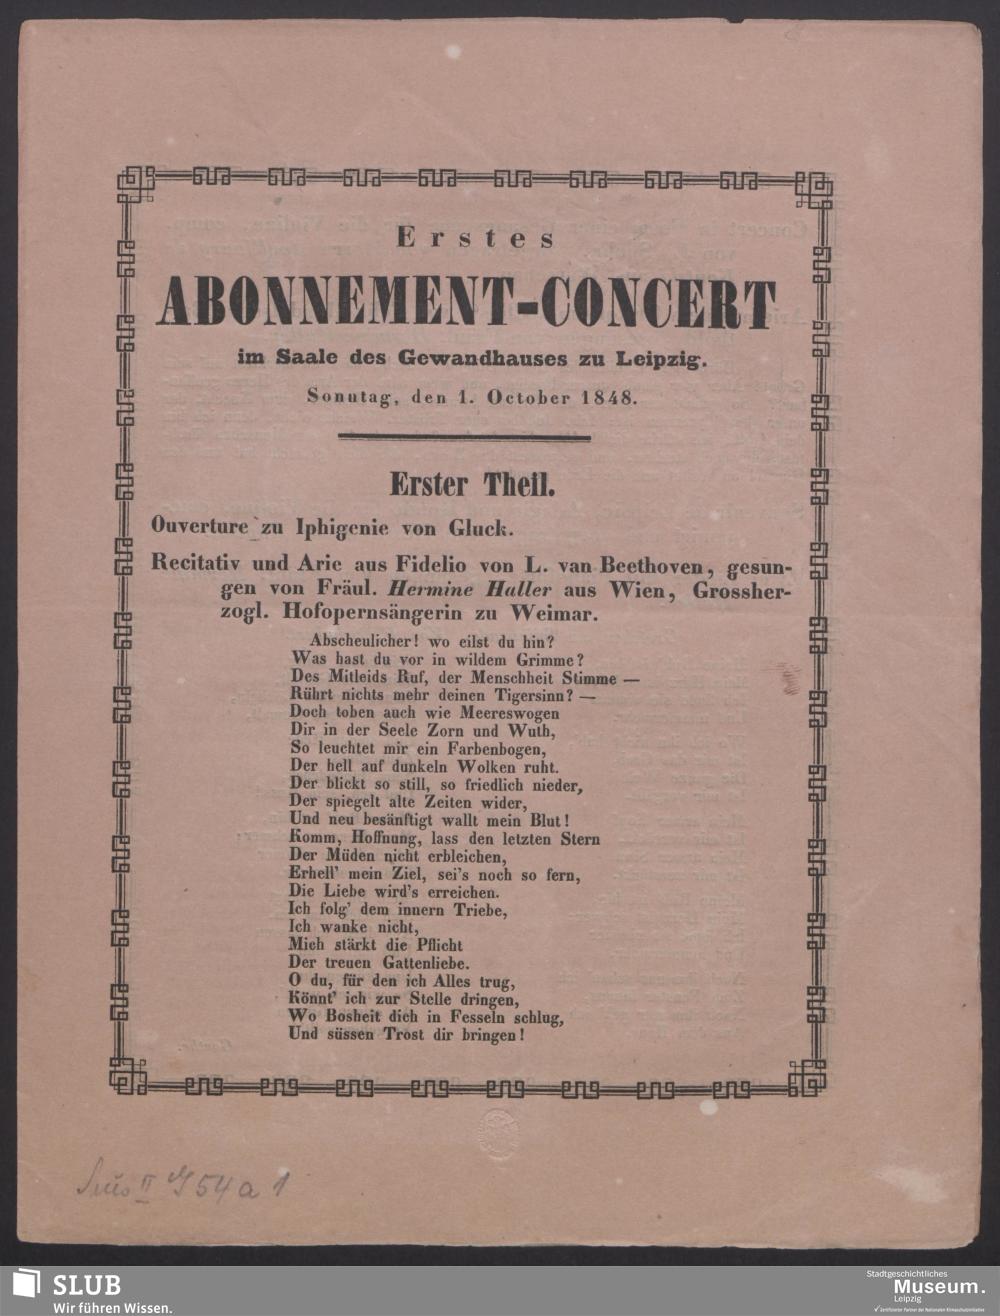 Erstes
ABONNEMENT-CONCERT
im Saale des Gewandhauses zu Leipzig.
Sonntag, den 1. October 1848.
Erster Theil.
Ouverture zu Iphigenie von Gluck.
Recitativ und Arie aus Fidelio von L. van Beethoven, gesun-
gen von Fräul. Hermine Haller aus Wien, Grossher-
zogl. Hofopernsängerin zu Weimar.
Abscheulicher! wo eilst du hin?
Was hast du vor in wildem Grimme?
Des Mitleids Ruf, der Menschheit Stimme —
Rührt nichts mehr deinen Tigersinn? —
Doch toben auch wie Meereswogen
Dir in der Seele Zorn und Wuth,
So leuchtet mir ein Farbenbogen,
Der hell auf dunkeln Wolken ruht.
Der blickt so still, so friedlich nieder,
Der spiegelt alte Zeiten wider,
Und neu besänftigt wallt mein Blut!
Komm, Hoffnung, lass den letzten Stern
Der Müden nicht erbleichen,
Erhell' mein Ziel, sei's noch so fern,
Die Liebe wird's erreichen.
Ich folg' dem innern Triebe,
Ich wanke nicht,
Mich stärkt die Pflicht
Der treuen Gattenliebe.
O du, für den ich Alles trug,
Könnt' ich zur Stelle dringen,
Wo Bosheit dich in Fesseln schlug,
Und süssen Trost dir bringen!
II 54 a 1
SLUB
Wir führen Wissen.
Stadtgeschichtliches
Museum.
Leipzig
Zertifizierter Partner der Nationalen Klimaschutzinitiative